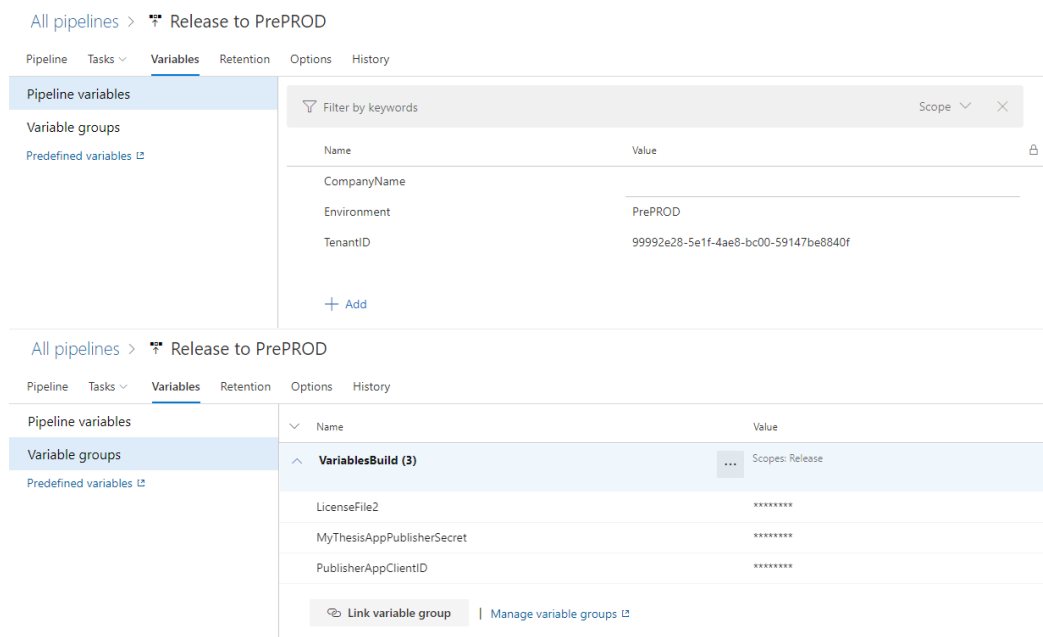 All pipelines > Release to PrePROD
Pipeline Tasks Variables Retention Options History
Pipeline variables
Variable groups
Predefined variables
Filter by keywords Scope
Name Value
CompanyName
Environment PrePROD
TenantID 99992e28-5e1f-4ae8-bc00-59147be8840f
+ Add
All pipelines > Release to PrePROD
Pipeline Tasks Variables Retention Options History
Pipeline variables
Variable groups
Predefined variables
Name Value
VariablesBuild (3) ... Scopes: Release
LicenseFile2 ********
MyThesisAppPublisherSecret ********
PublisherAppClientID ********
Link variable group | Manage variable groups